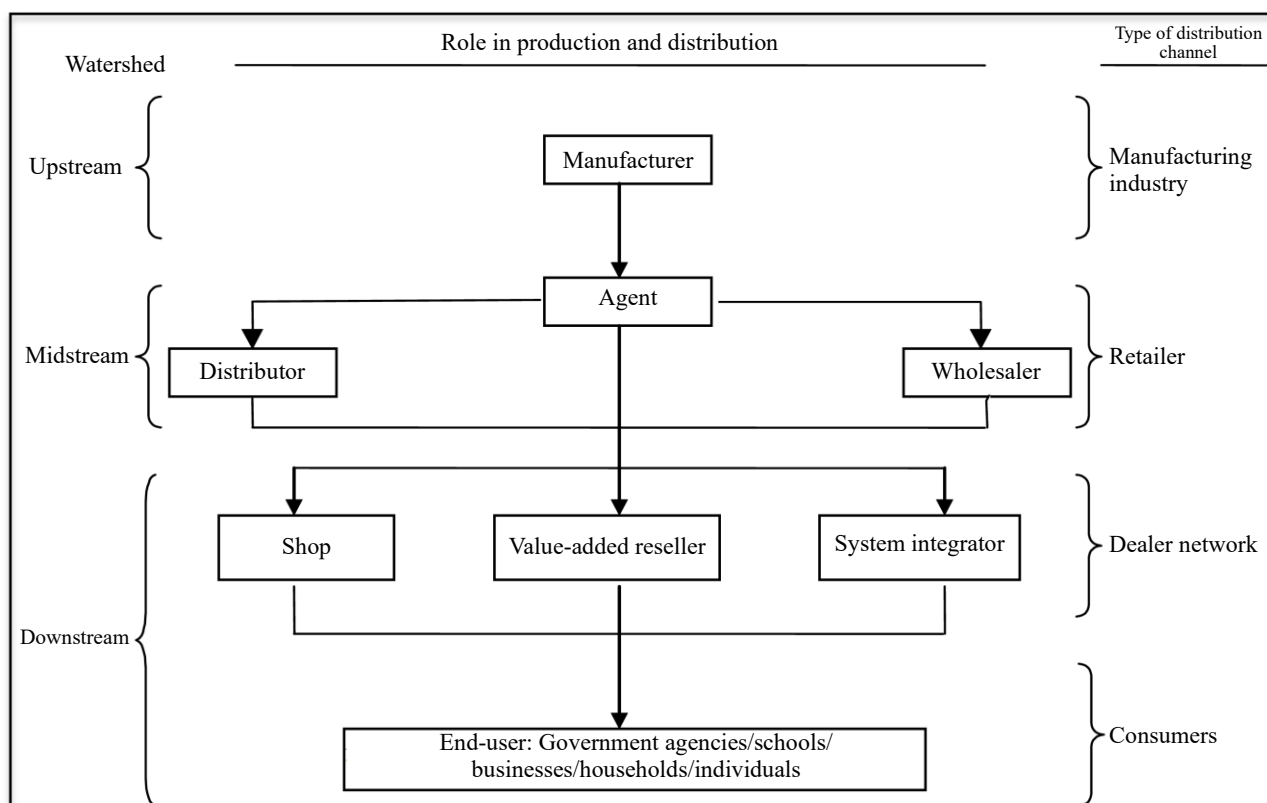 Role in production and distribution
Type of distribution
channel
Watershed
Upstream
Manufacturer
Manufacturing
industry
Agent
Midstream
Distributor
Wholesaler
Retailer
Shop
Value-added reseller
System integrator
Dealer network
Downstream
End-user: Government agencies/schools/
businesses/households/individuals
Consumers